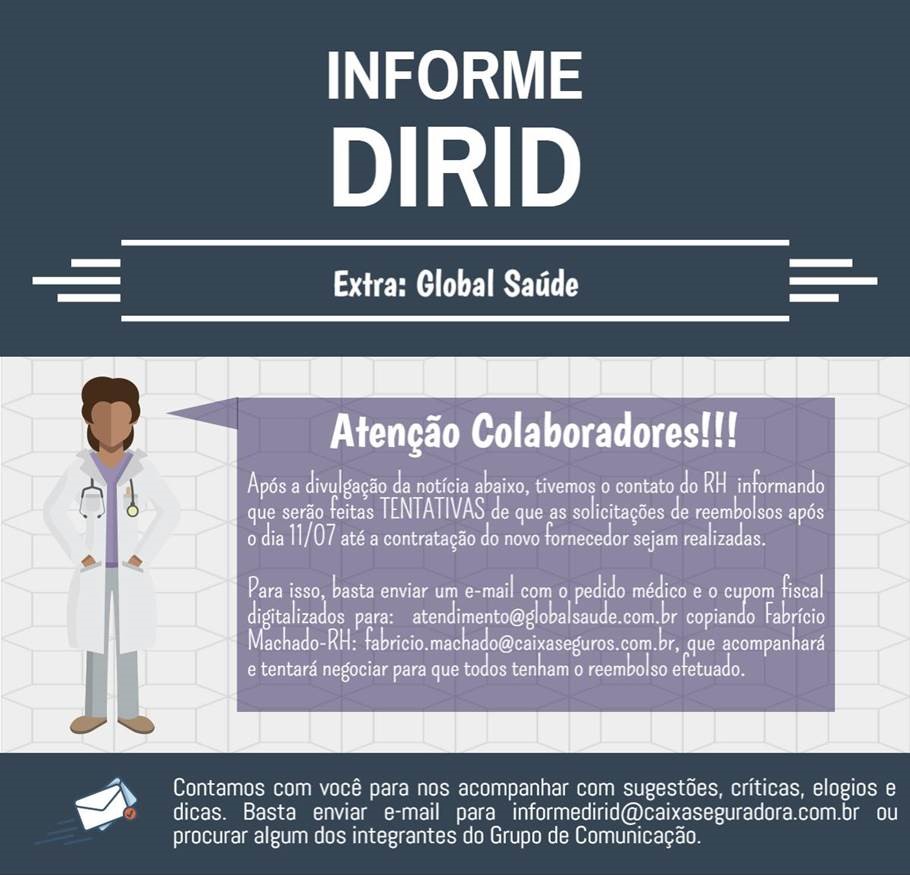 INFORME
DIRID
Extra: Global Saúde
Atenção Colaboradores!!!
Após a divulgação da notícia abaixo, tivemos o contato do RH informando
que serão feitas TENTATIVAS de que as solicitações de reembolsos após
o dia 11/07 até a contratação do novo fornecedor sejam realizadas.
Para isso, basta enviar um e-mail com o pedido médico e o cupom fiscal
digitalizados para: atendimento@globalsaude.com.br copiando Fabrício
Machado-RH: fabricio.machado@caixaseguros.com.br, que acompanhará
e tentará negociar para que todos tenham o reembolso efetuado.
Contamos com você para nos acompanhar com sugestões, críticas, elogios e
dicas. Basta enviar e-mail para informedirid@caixaseguradora.com.br ou
procurar algum dos integrantes do Grupo de Comunicação.